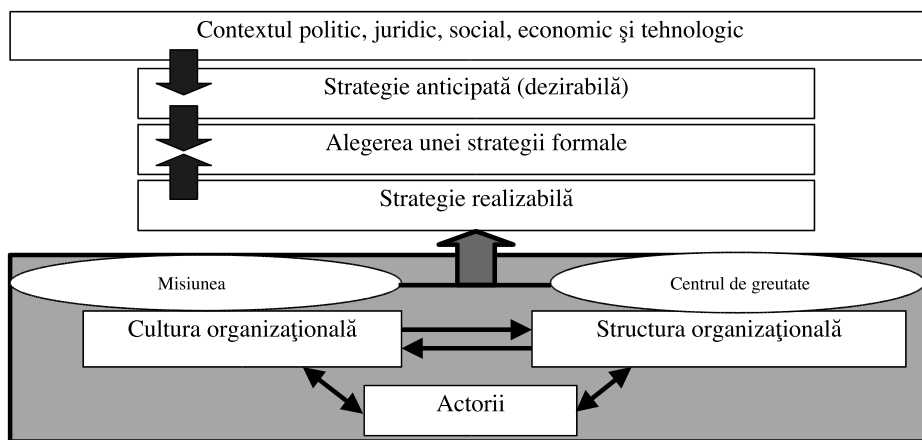 Contextul politic, juridic, social, economic şi tehnologic
Strategie anticipată (dezirabilă)
Alegerea unei strategii formale
Strategie realizabilă
Misiunea
Centrul de greutate
Cultura organizaţională
Structura organizaţională
Actorii